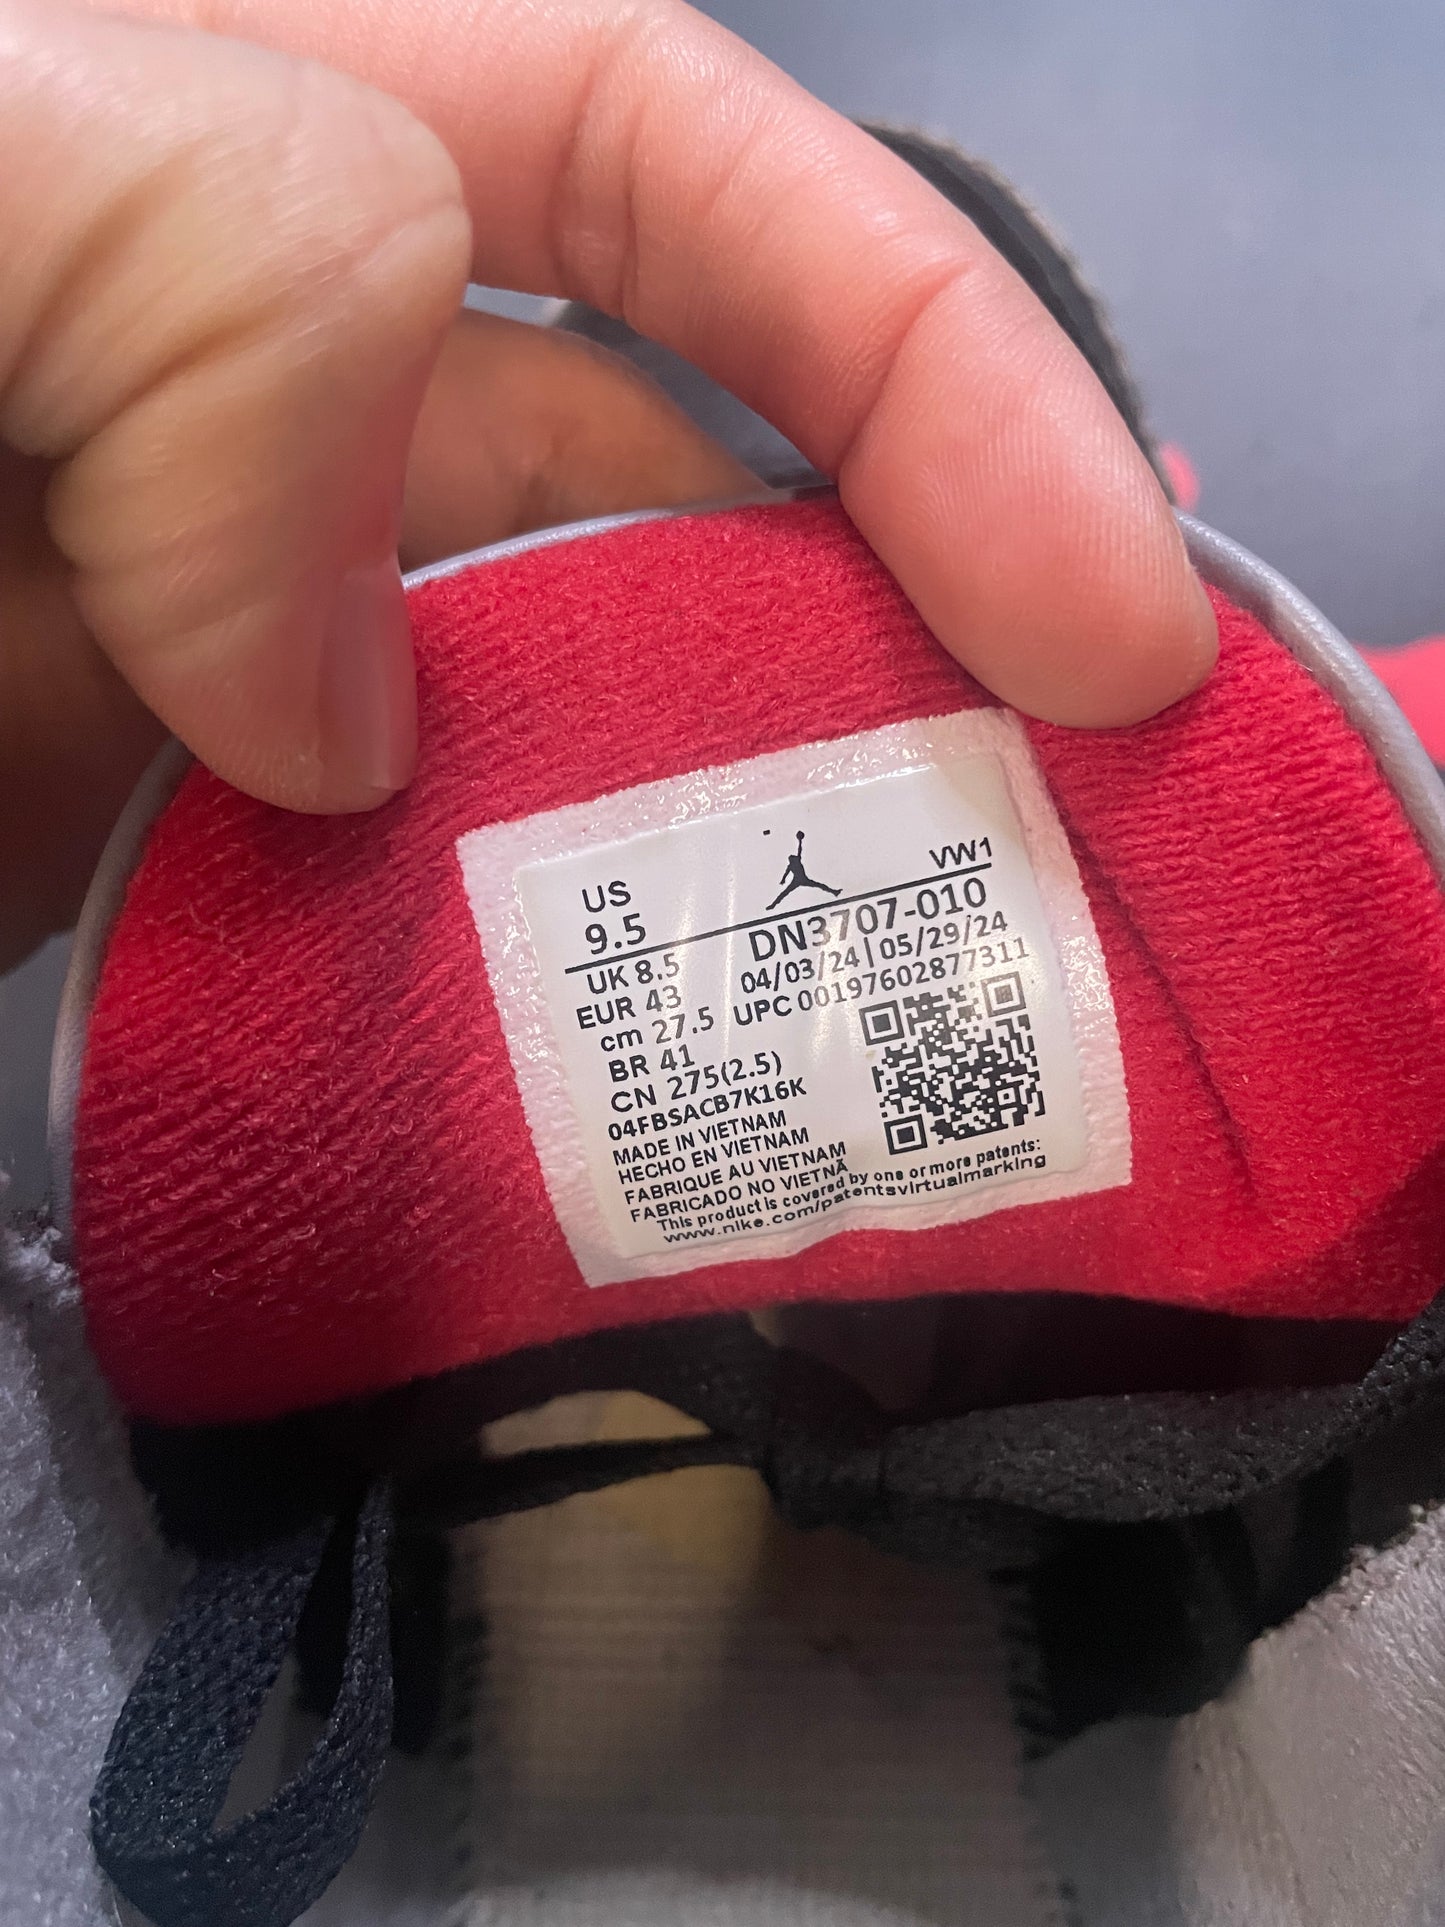 US
9.5
VW1
DN3707-010
UK 8.5
04/03/24|05/29/24
EUR 43
UPC 00197602877311
cm 27.5
BR 41
CN 275(2.5)
04FBSACB7K16K
MADE IN VIETNAM
HECHO EN VIETNAM
FABRIQUE AU VIETNAM
FABRICADO NO VIETNÃ
This product is covered by one or more patents:
www.nike.com/patentsvirtualmarking